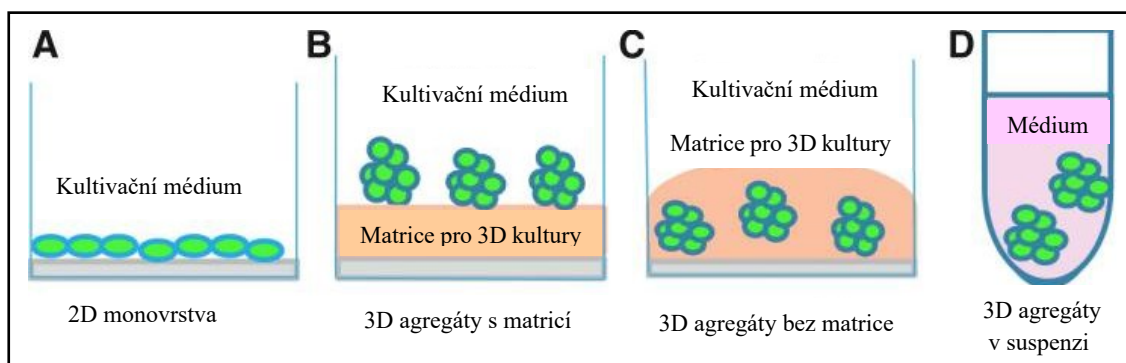 A
Kultivační médium
2D monovrstva
B
Kultivační médium
Matrice pro 3D kultury
3D agregáty s matricí
C
Kultivační médium
Matrice pro 3D kultury
3D agregáty bez matrice
D
Médium
3D agregáty
v suspenzi